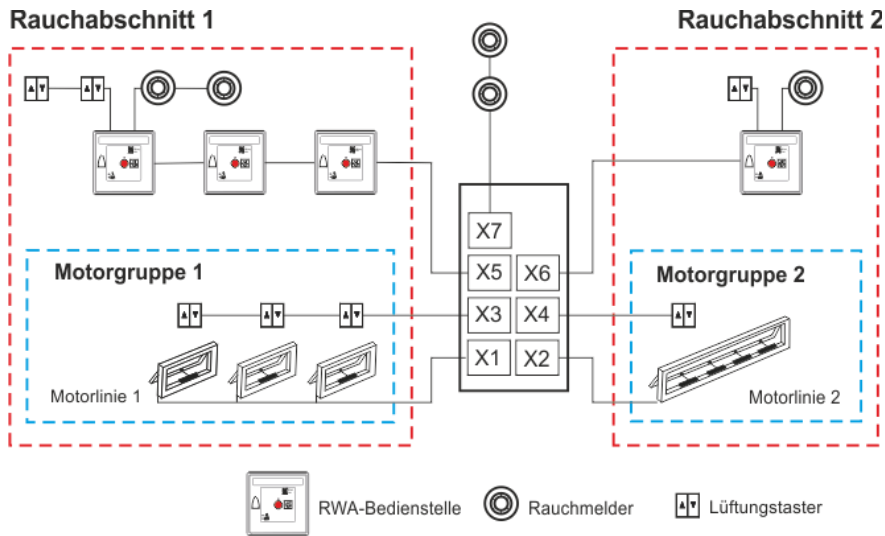 Rauchabschnitt 1
Rauchabschnitt 2
X7
X5
X6
Motorgruppe 1
Motorgruppe 2
X3
X4
X1
X2
Motorlinie 1
Motorlinie 2
RWA-Bedienstelle
Rauchmelder
Lüftungstaster